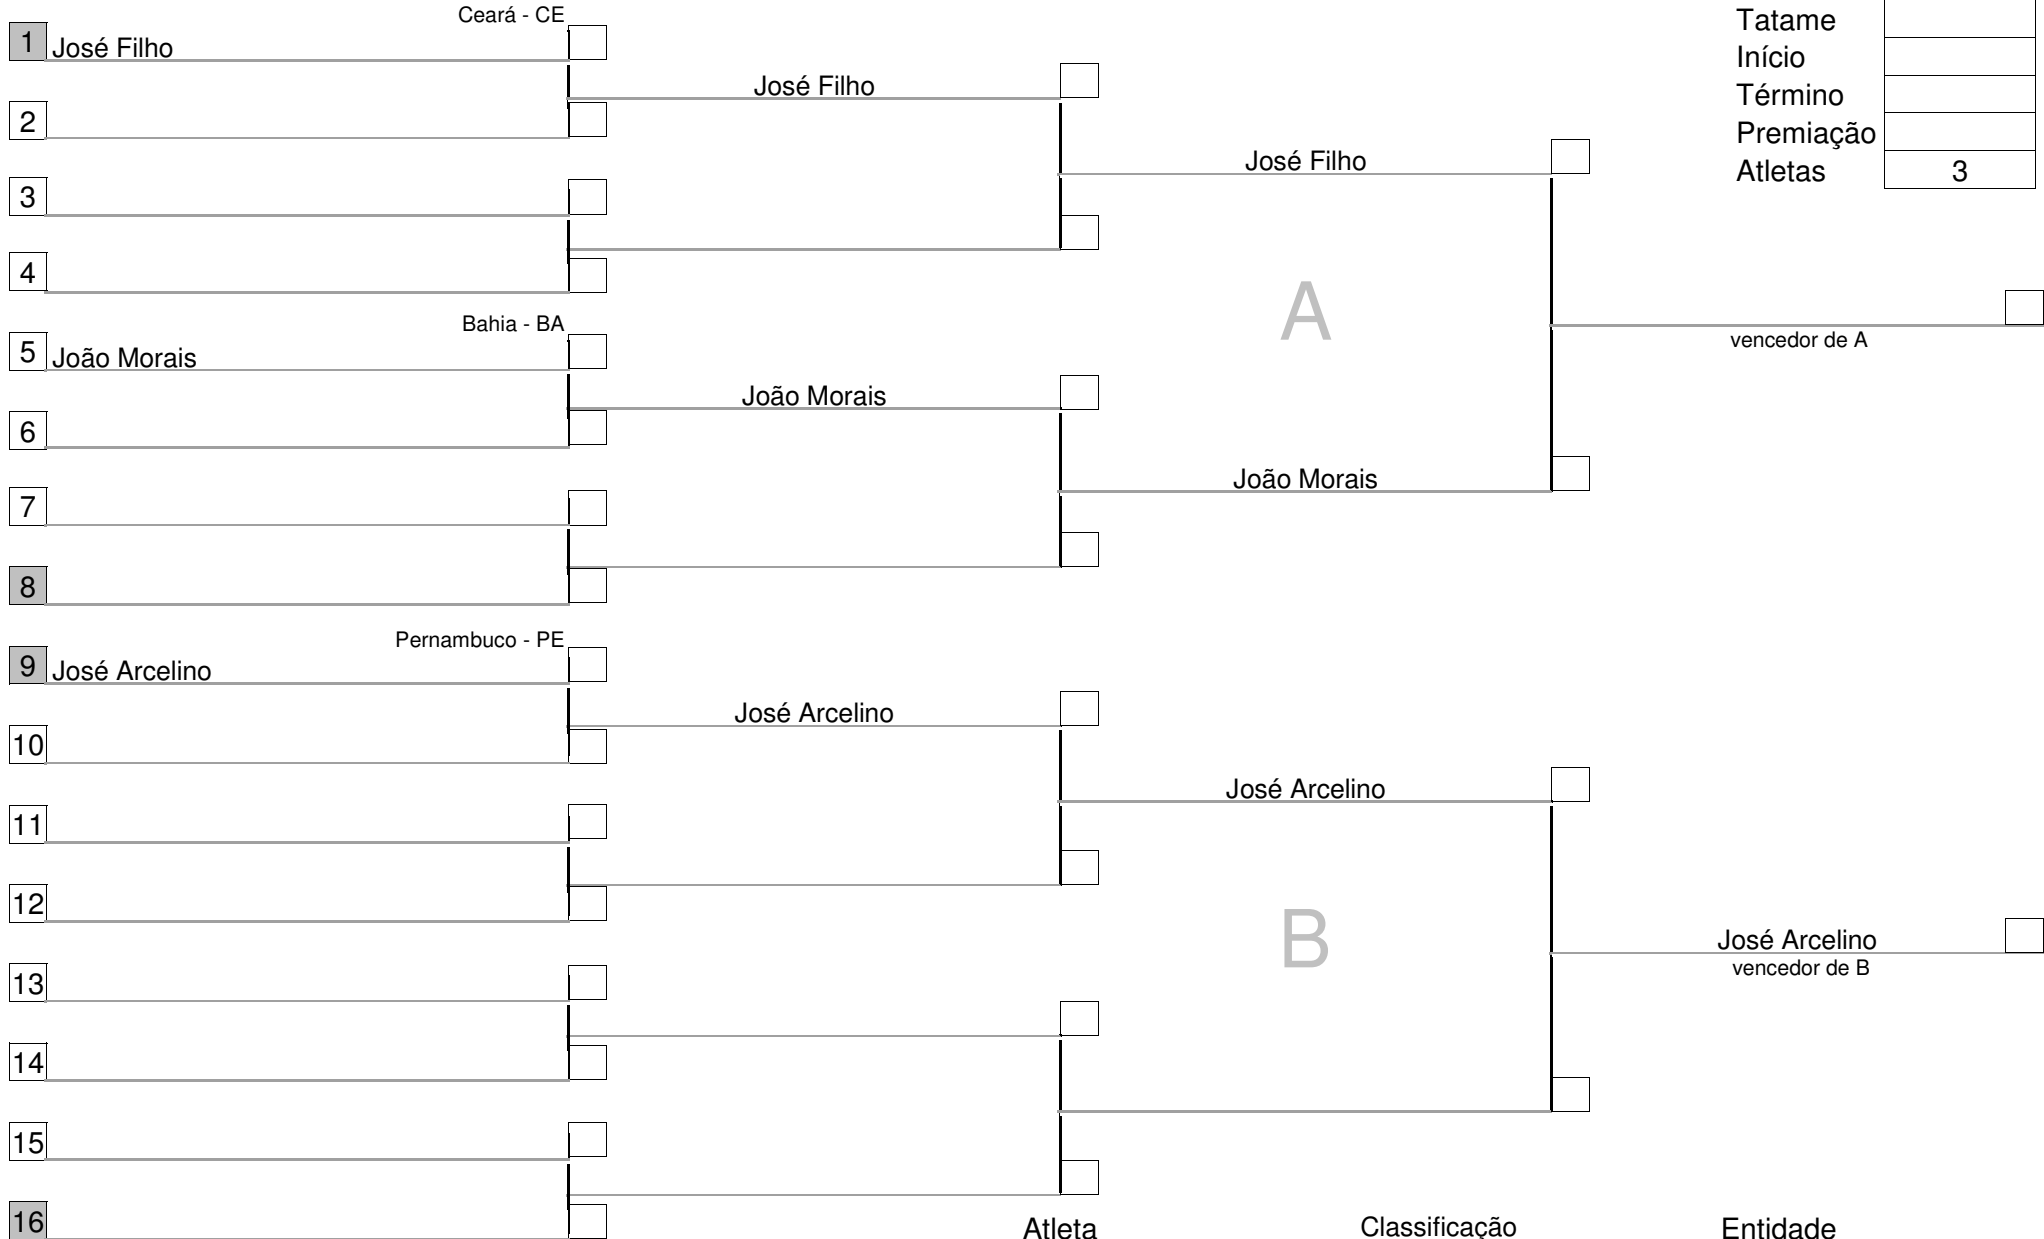 Ceará - CE
1 José Filho
José Filho
2
José Filho
3
4
Bahia - BA
5 João Morais
João Morais
6
João Morais
7
8
A
vencedor de A
Tatame
Início
Término
Premiação
Atletas 3
Pernambuco - PE
9 José Arcelino
José Arcelino
10
José Arcelino
11
12
B
José Arcelino
vencedor de B
13
14
15
16
Atleta Classificação Entidade